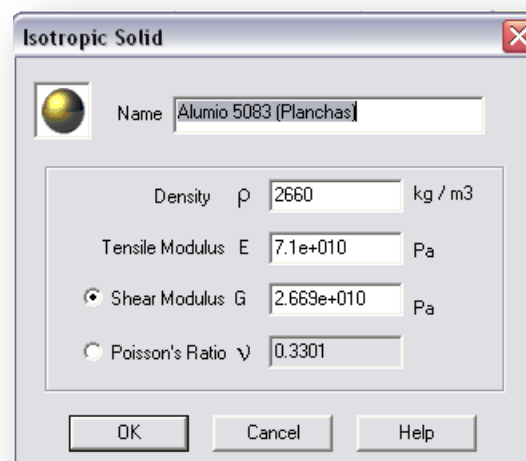 Isotropic Solid
Name Alumio 5083 (Planchas)
Density ρ 2660 kg / m3
Tensile Modulus E 7.1e+010 Pa
Shear Modulus G 2.669e+010 Pa
Poisson's Ratio ν 0.3301
OK Cancel Help